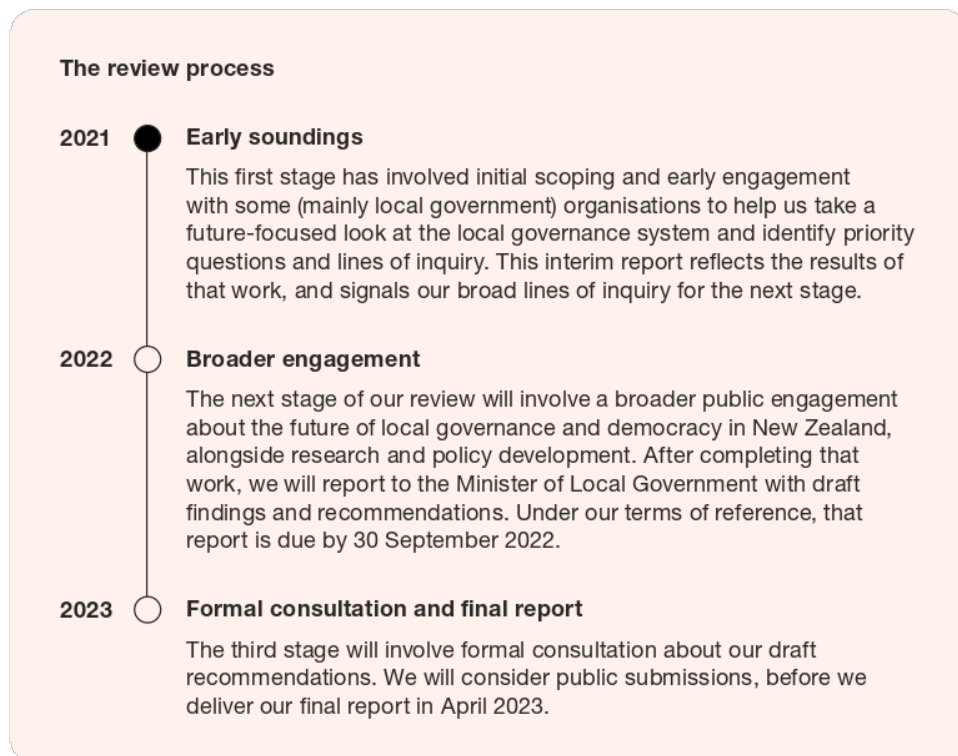 The review process
2021
Early soundings
This first stage has involved initial scoping and early engagement
with some (mainly local government) organisations to help us take a
future-focused look at the local governance system and identify priority
questions and lines of inquiry. This interim report reflects the results of
that work, and signals our broad lines of inquiry for the next stage.
2022
Broader engagement
The next stage of our review will involve a broader public engagement
about the future of local governance and democracy in New Zealand,
alongside research and policy development. After completing that
work, we will report to the Minister of Local Government with draft
findings and recommendations. Under our terms of reference, that
report is due by 30 September 2022.
2023
Formal consultation and final report
The third stage will involve formal consultation about our draft
recommendations. We will consider public submissions, before we
deliver our final report in April 2023.